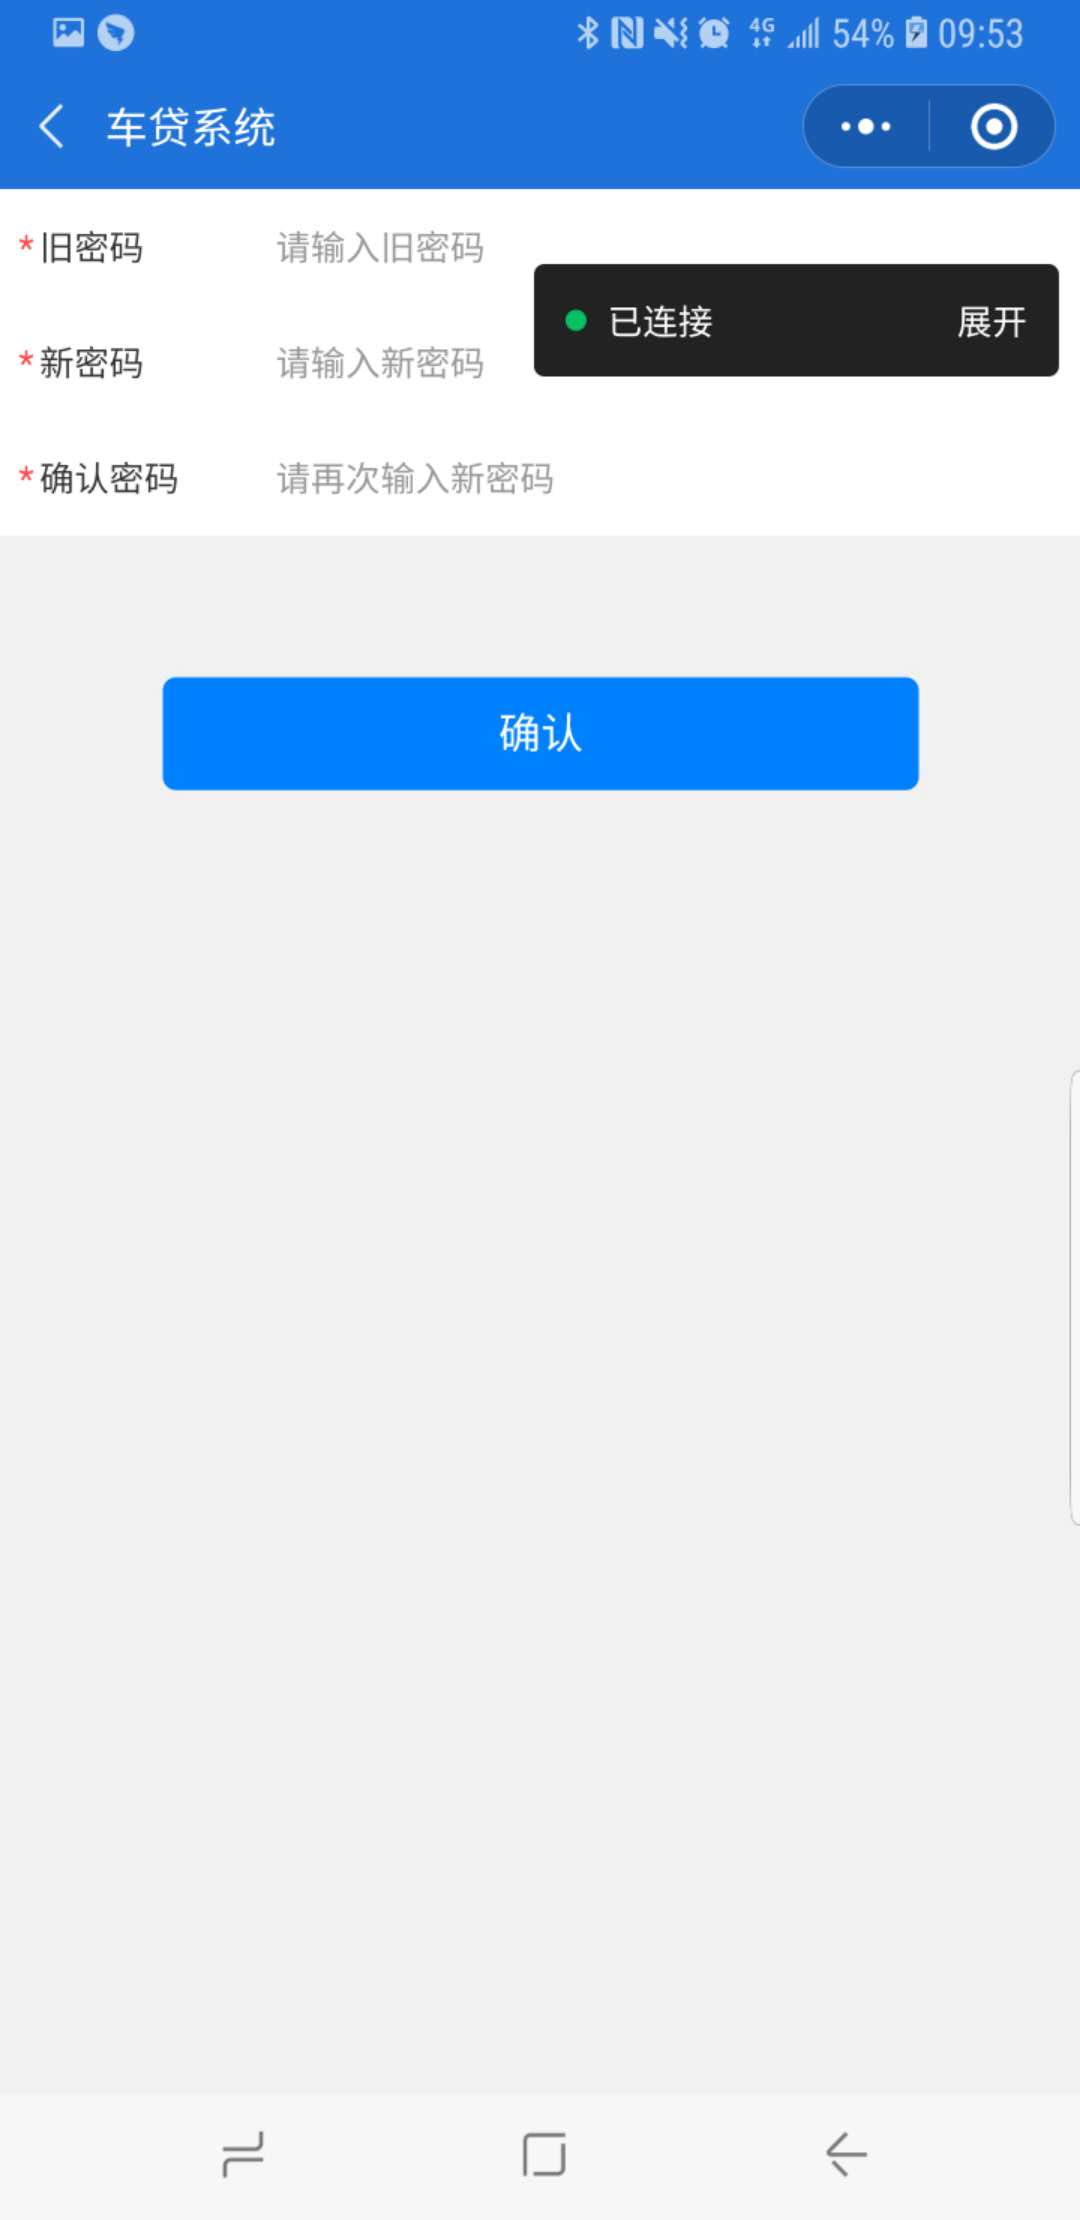 4G 54% 09:53
车贷系统
*旧密码 请输入旧密码
已连接 展开
*新密码 请输入新密码
*确认密码 请再次输入新密码
确认